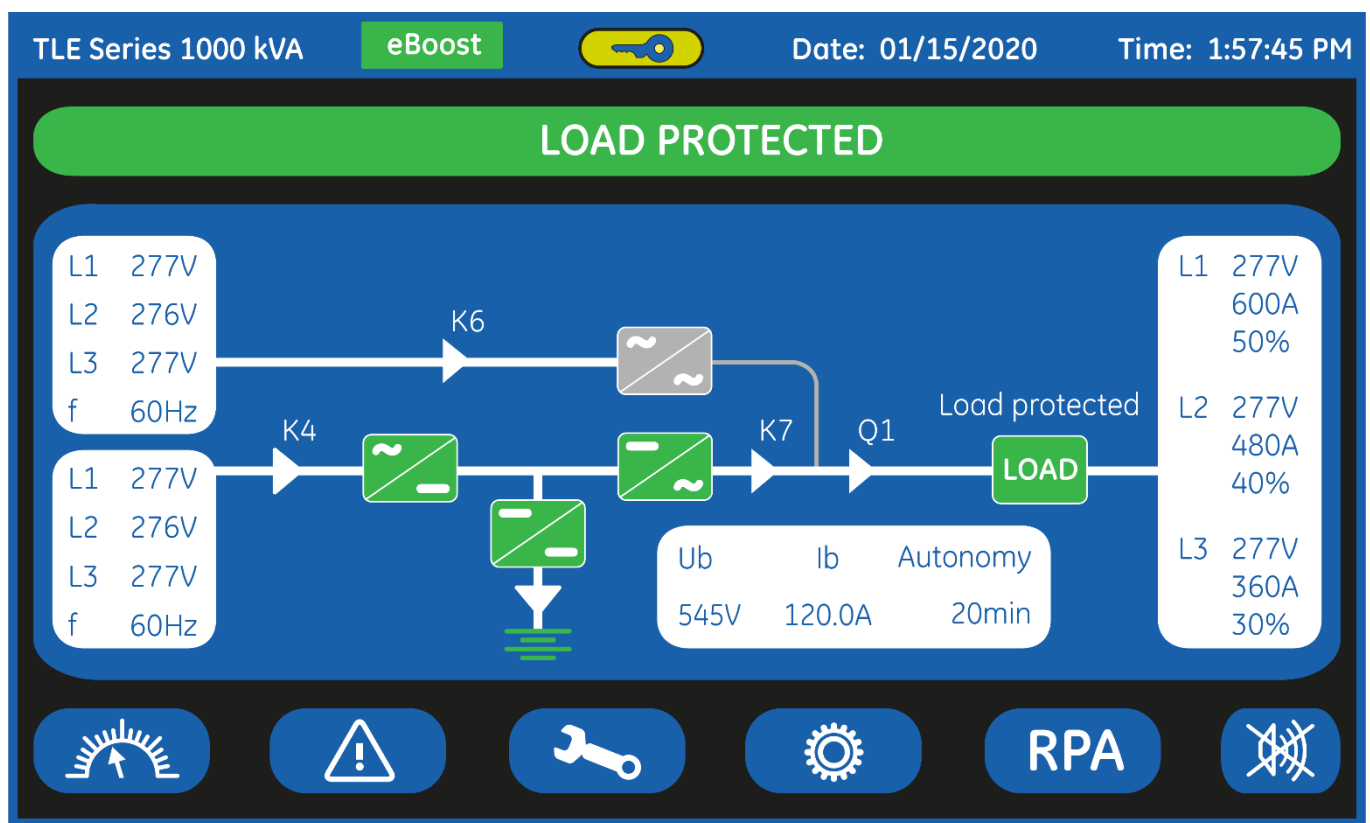 TLE Series 1000 kVA eBoost Date: 01/15/2020 Time: 1:57:45 PM
LOAD PROTECTED
L1 277V
L2 276V
L3 277V
f 60Hz
K6
L1 277V
L2 276V
L3 277V
f 60Hz
K4
K7
Q1
Load protected
LOAD
Ub Ib Autonomy
545V 120.0A 20min
L1 277V
600A
50%
L2 277V
480A
40%
L3 277V
360A
30%
RPA